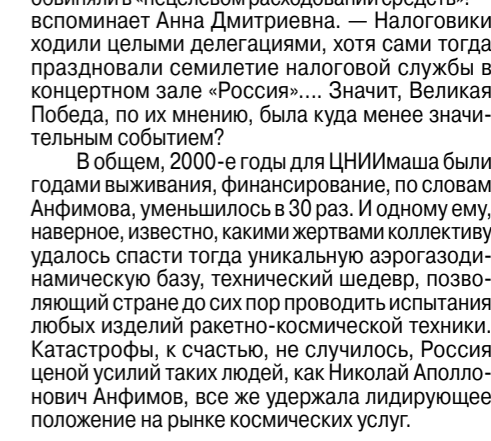 обвиняли в «нецелевом расходовании средств»? —
вспоминает Анна Дмитриевна. — Налоговики
ходили целыми делегациями, хотя сами тогда
праздновали семилетие налоговой службы в
концертном зале «Россия»…. Значит, Великая
Победа, по их мнению, была куда менее значи-
тельным событием?
В общем, 2000-е годы для ЦНИИмаша были
годами выживания, финансирование, по словам
Анфимова, уменьшилось в 30 раз. И одному ему,
наверное, известно, какими жертвами коллективу
удалось спасти тогда уникальную аэрогазоди-
намическую базу, технический шедевр, позво-
ляющий стране до сих пор проводить испытания
любых изделий ракетно-космической техники.
Катастрофы, к счастью, не случилось, Россия
ценой усилий таких людей, как Николай Аполло-
нович Анфимов, все же удержала лидирующее
положение на рынке космических услуг.